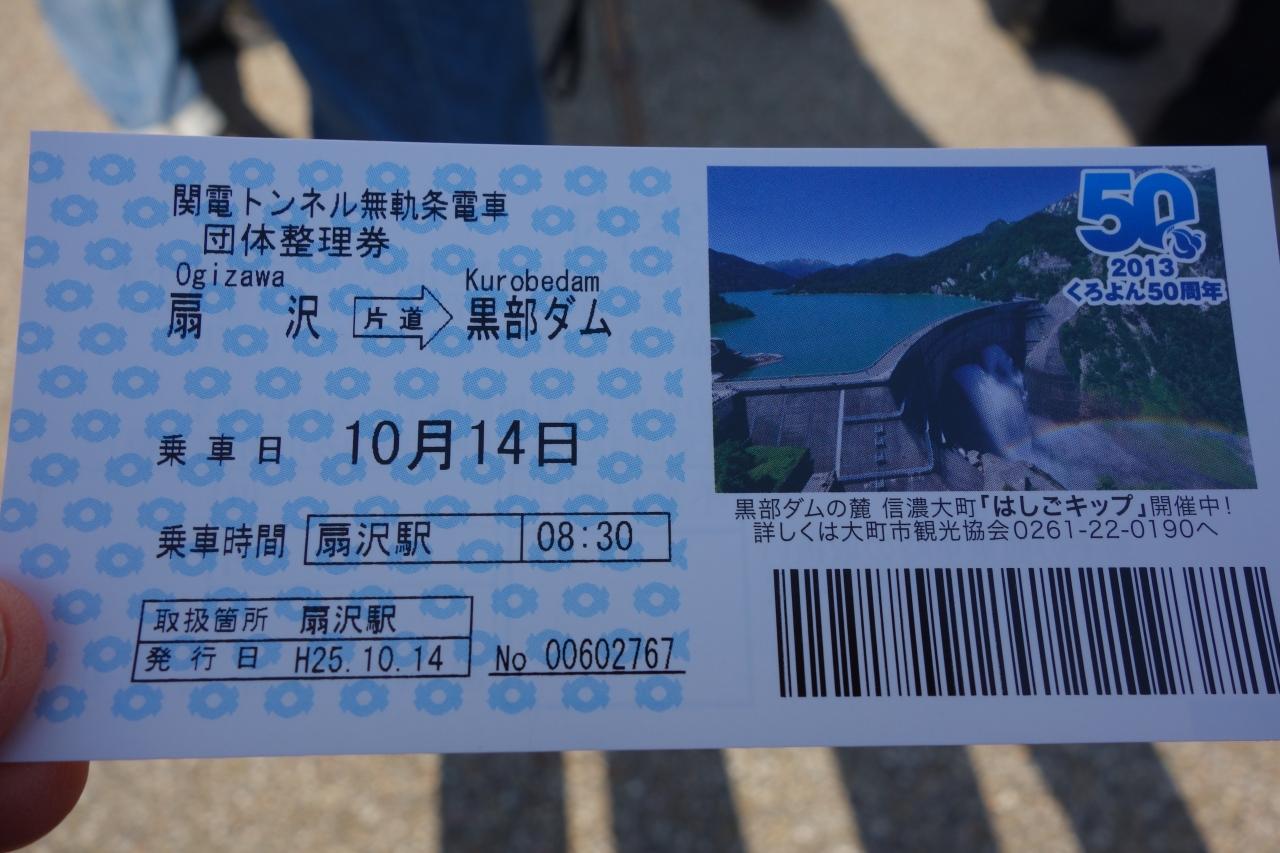 関電トンネル無軌条電車
団体整理券
Ogizawa Kurobedam
扇沢 片道 黒部ダム
乗車日 10月14日
乗車時間 扇沢駅 08:30
取扱箇所 扇沢駅
発行日 H25.10.14
No 00602767
50
2013
くろよん50周年
黒部ダムの麓 信濃大町「はしごキップ」開催中!
詳しくは大町市観光協会0261-22-0190へ